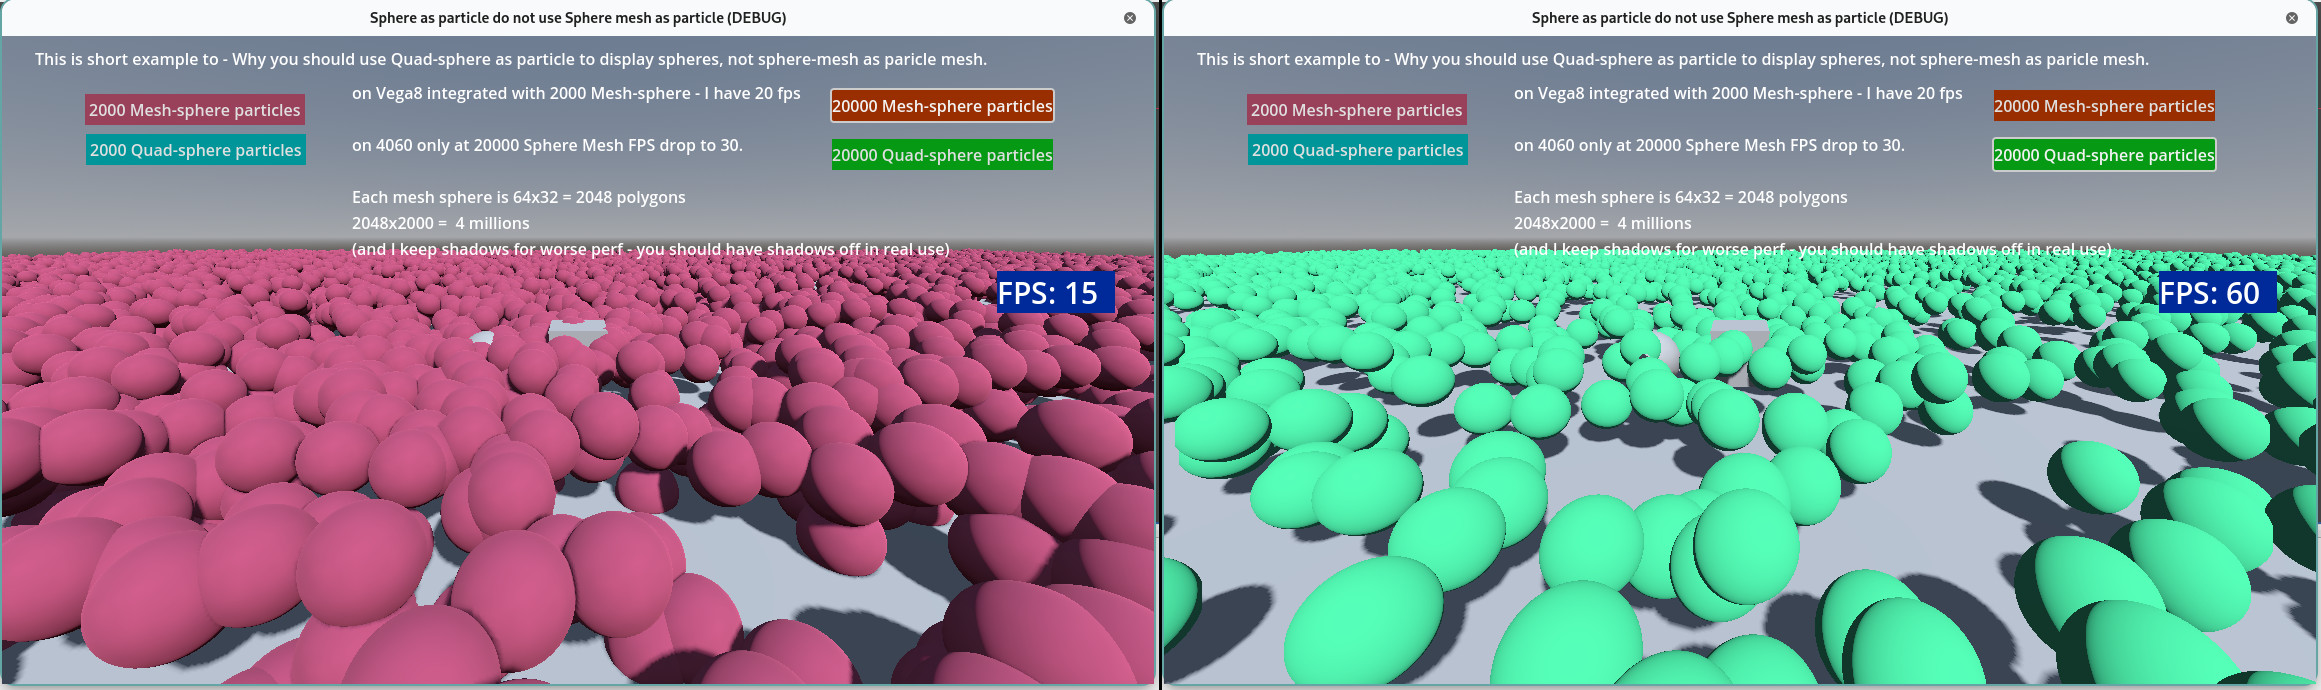 Sphere as particle do not use Sphere mesh as particle (DEBUG)
This is short example to - Why you should use Quad-sphere as particle to display spheres, not sphere-mesh as paricle mesh.
on Vega8 integrated with 2000 Mesh-sphere - I have 20 fps
2000 Mesh-sphere particles
20000 Mesh-sphere particles
2000 Quad-sphere particles
on 4060 only at 20000 Sphere Mesh FPS drop to 30.
20000 Quad-sphere particles
Each mesh sphere is 64x32 = 2048 polygons
2048x2000 =  4 millions
(and I keep shadows for worse perf - you should have shadows off in real use)
FPS: 15
Sphere as particle do not use Sphere mesh as particle (DEBUG)
This is short example to - Why you should use Quad-sphere as particle to display spheres, not sphere-mesh as paricle mesh.
on Vega8 integrated with 2000 Mesh-sphere - I have 20 fps
2000 Mesh-sphere particles
20000 Mesh-sphere particles
2000 Quad-sphere particles
on 4060 only at 20000 Sphere Mesh FPS drop to 30.
20000 Quad-sphere particles
Each mesh sphere is 64x32 = 2048 polygons
2048x2000 =  4 millions
(and I keep shadows for worse perf - you should have shadows off in real use)
FPS: 60